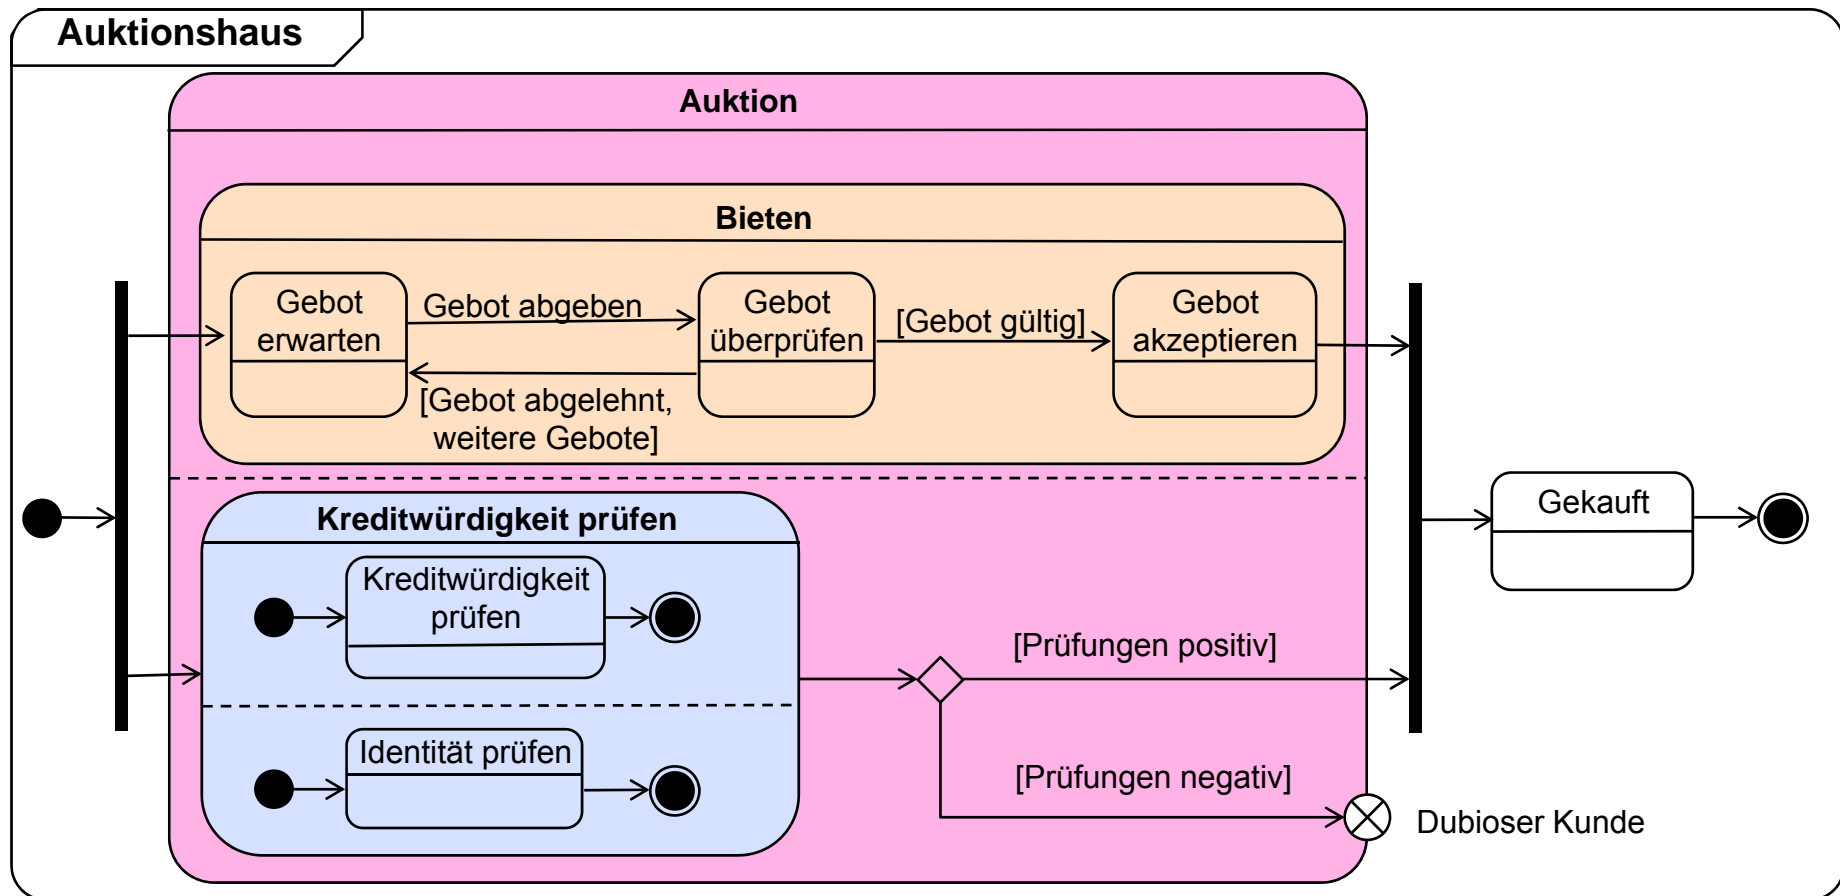 Auktionshaus
Auktion
Bieten
Gebot
erwarten
Gebot abgeben
[Gebot abgelehnt,
weitere Gebote]
Gebot
überprüfen
[Gebot gültig]
Gebot
akzeptieren
Kreditwürdigkeit prüfen
Kreditwürdigkeit
prüfen
Identität prüfen
[Prüfungen positiv]
[Prüfungen negativ]
Dubioser Kunde
Gekauft